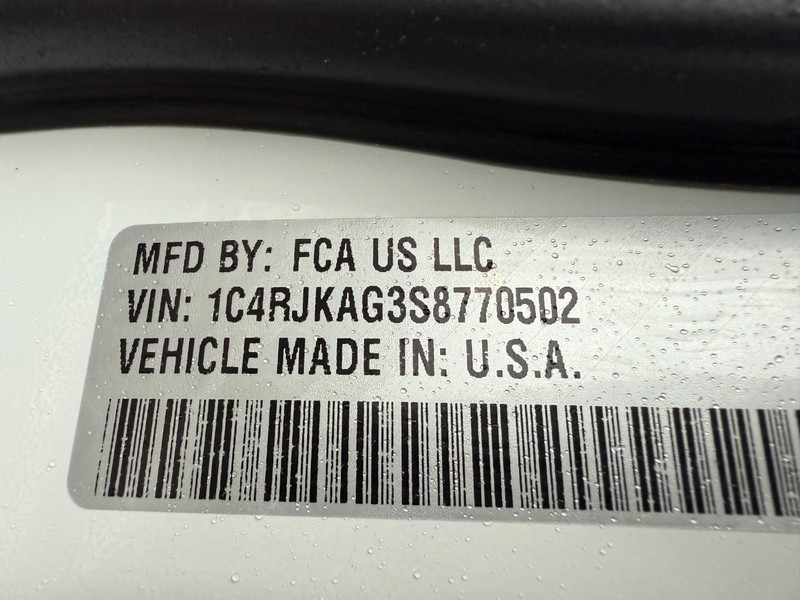 MFD BY: FCA US LLC
VIN: 1C4RJKAG3S8770502
VEHICLE MADE IN: U.S.A.